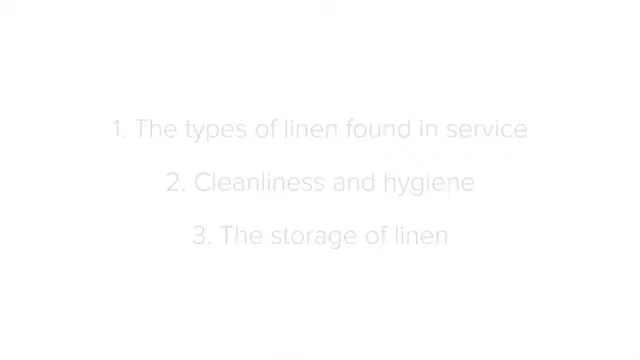 1. The types of linen found in service
2. Cleanliness and hygiene
3. The storage of linen